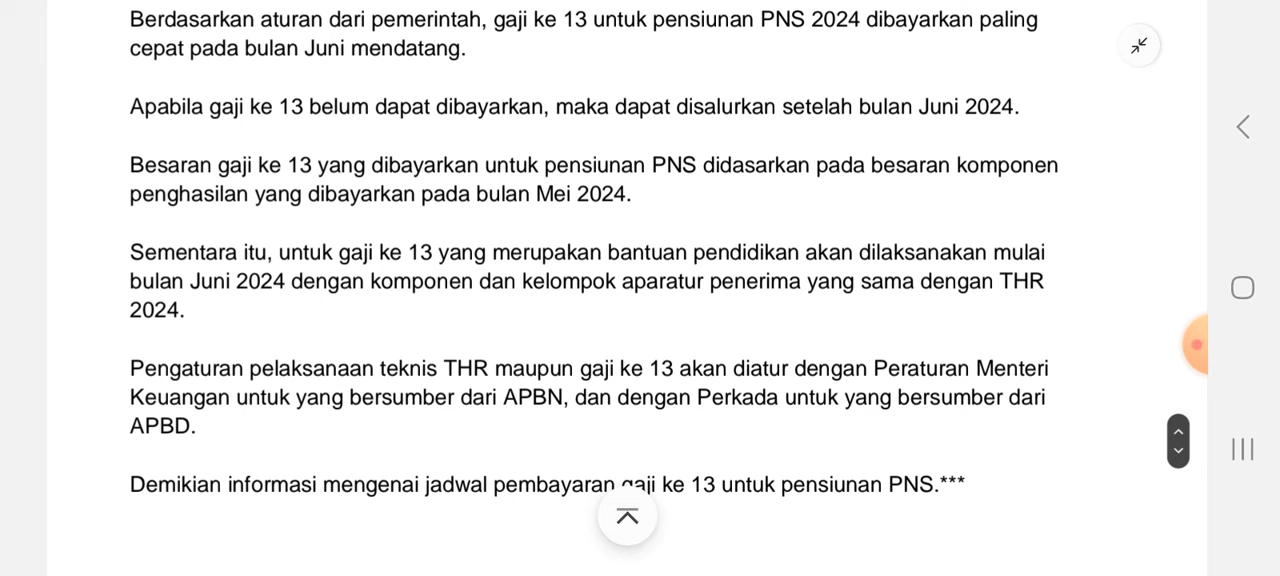 Berdasarkan aturan dari pemerintah, gaji ke 13 untuk pensiunan PNS 2024 dibayarkan paling
cepat pada bulan Juni mendatang.
Apabila gaji ke 13 belum dapat dibayarkan, maka dapat disalurkan setelah bulan Juni 2024.
Besaran gaji ke 13 yang dibayarkan untuk pensiunan PNS didasarkan pada besaran komponen
penghasilan yang dibayarkan pada bulan Mei 2024.
Sementara itu, untuk gaji ke 13 yang merupakan bantuan pendidikan akan dilaksanakan mulai
bulan Juni 2024 dengan komponen dan kelompok aparatur penerima yang sama dengan THR
2024.
Pengaturan pelaksanaan teknis THR maupun gaji ke 13 akan diatur dengan Peraturan Menteri
Keuangan untuk yang bersumber dari APBN, dan dengan Perkada untuk yang bersumber dari
APBD.
Demikian informasi mengenai jadwal pembayaran gaji ke 13 untuk pensiunan PNS.***